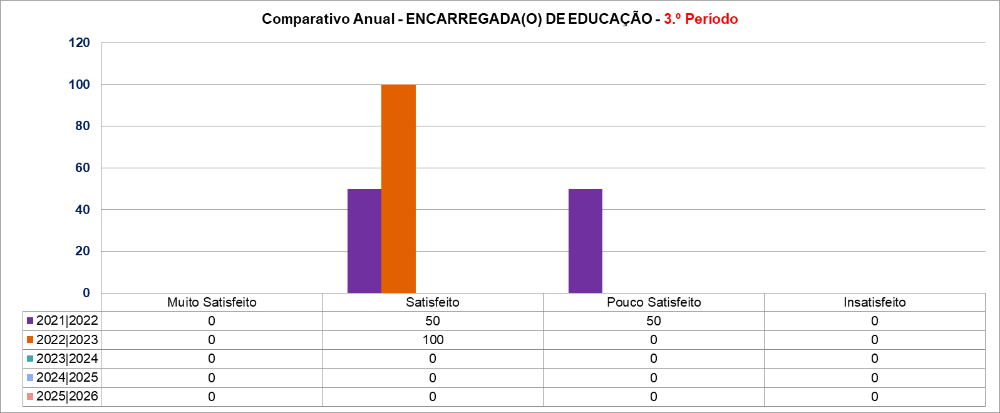 Comparativo Anual - ENCARREGADA(O) DE EDUCAÇÃO - 3.º Período
120
100
80
60
40
20
0
Muito Satisfeito Satisfeito Pouco Satisfeito Insatisfeito
2021|2022 0 50 50 0
2022|2023 0 100 0 0
2023|2024 0 0 0 0
2024|2025 0 0 0 0
2025|2026 0 0 0 0